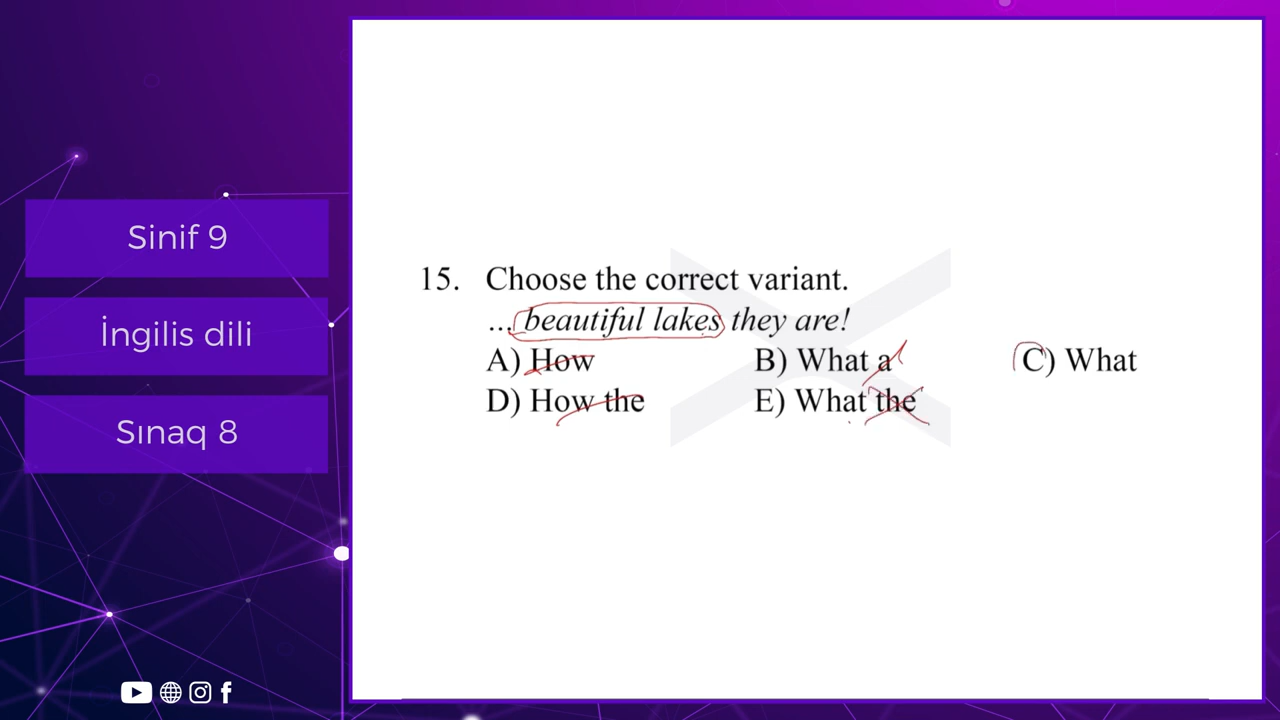 Sinif 9
İngilis dili
Sınaq 8
15. Choose the correct variant.
... beautiful lakes they are!
A) How B) What a C) What
D) How the E) What the